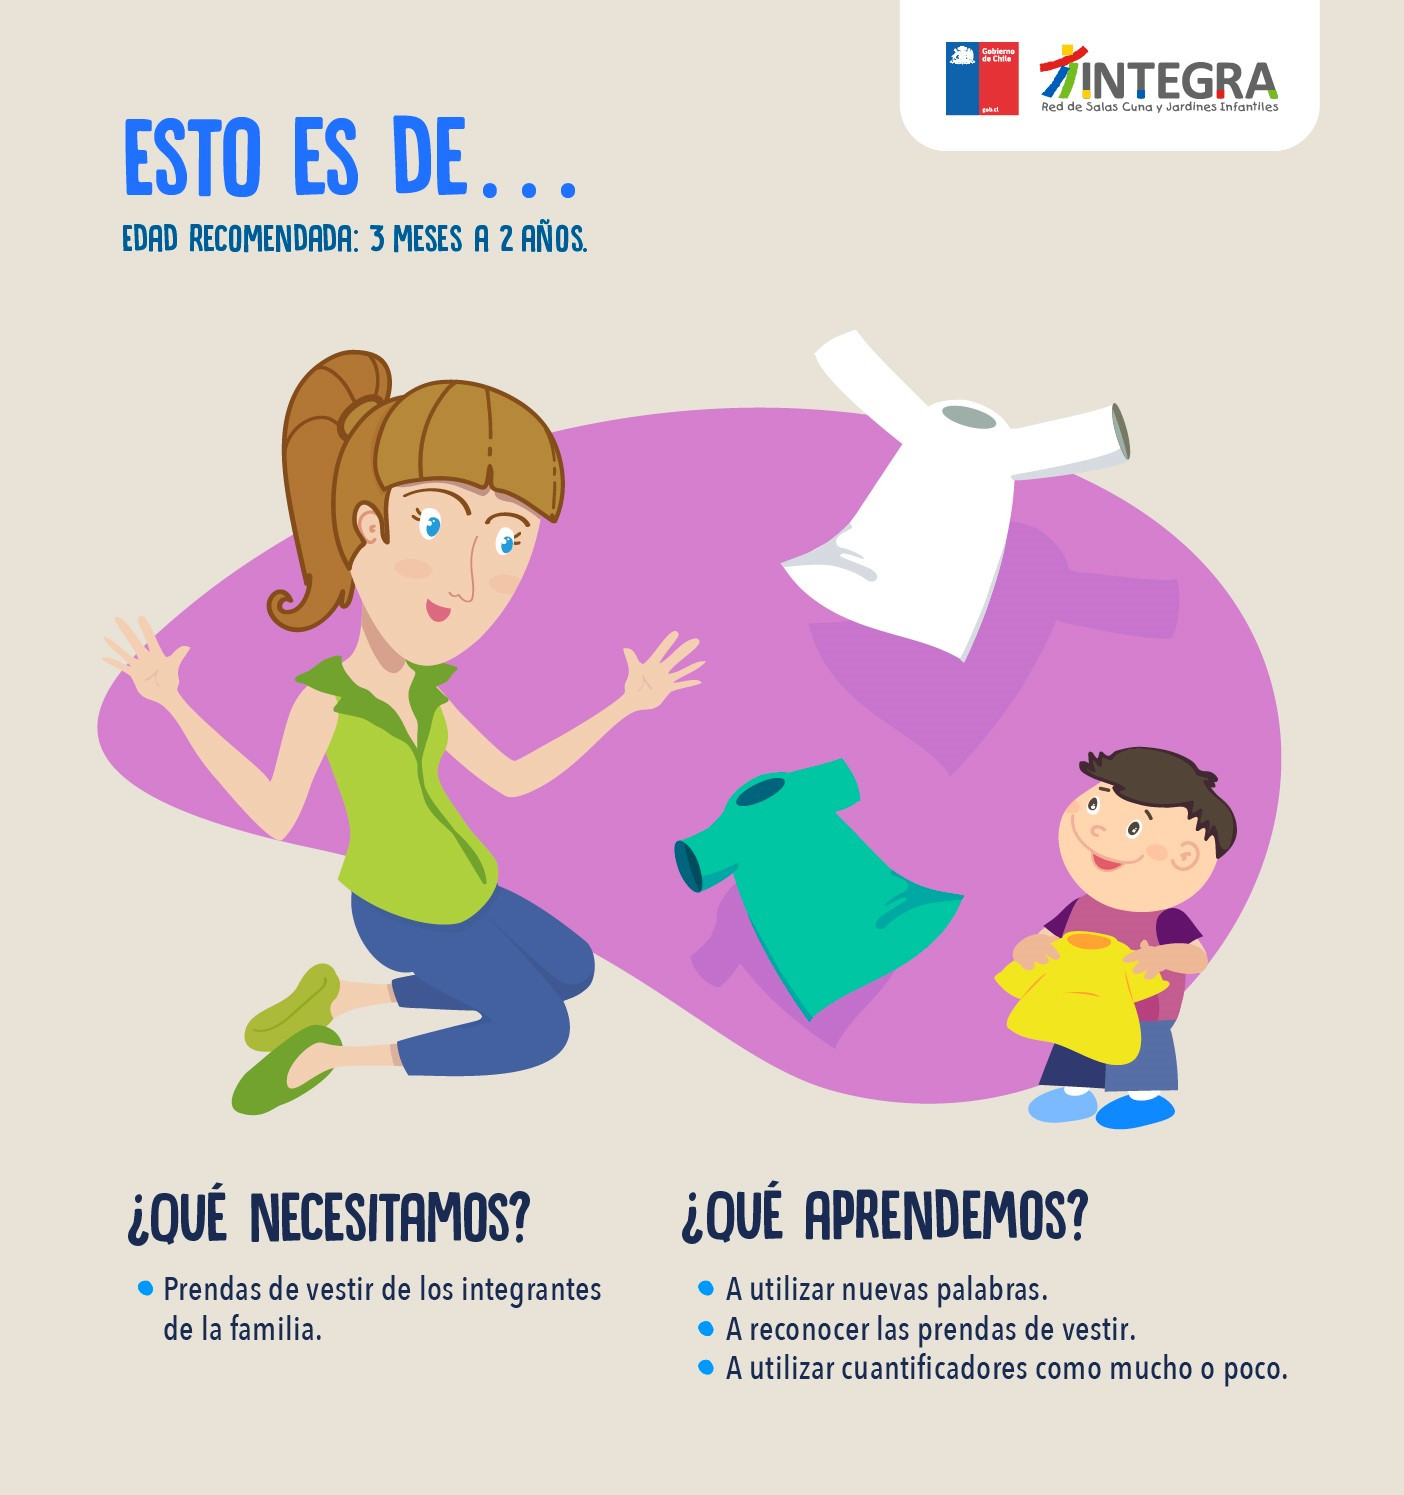 Gobierno
de Chile
gob.cl
INTEGRA
Red de Salas Cuna y Jardines Infantiles
ESTO ES DE...
EDAD RECOMENDADA: 3 MESES A 2 AÑOS.
¿QUÉ NECESITAMOS?
Prendas de vestir de los integrantes
de la familia.
¿QUÉ APRENDEMOS?
A utilizar nuevas palabras.
A reconocer las prendas de vestir.
A utilizar cuantificadores como mucho o poco.